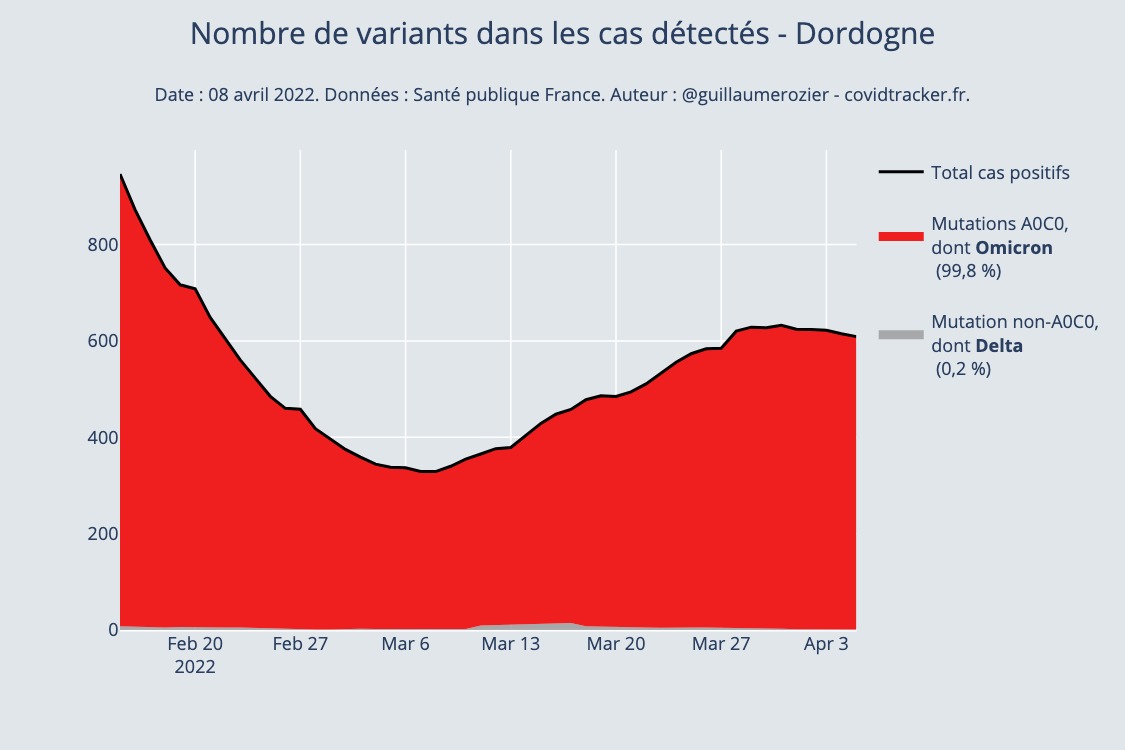 Nombre de variants dans les cas détectés - Dordogne
Date : 08 avril 2022. Données : Santé publique France. Auteur : @guillaumerozier - covidtracker.fr.
Total cas positifs
Mutations A0C0,
dont Omicron
(99,8 %)
Mutation non-A0C0,
dont Delta
(0,2 %)
800
600
400
200
0
Feb 20
2022
Feb 27
Mar 6
Mar 13
Mar 20
Mar 27
Apr 3